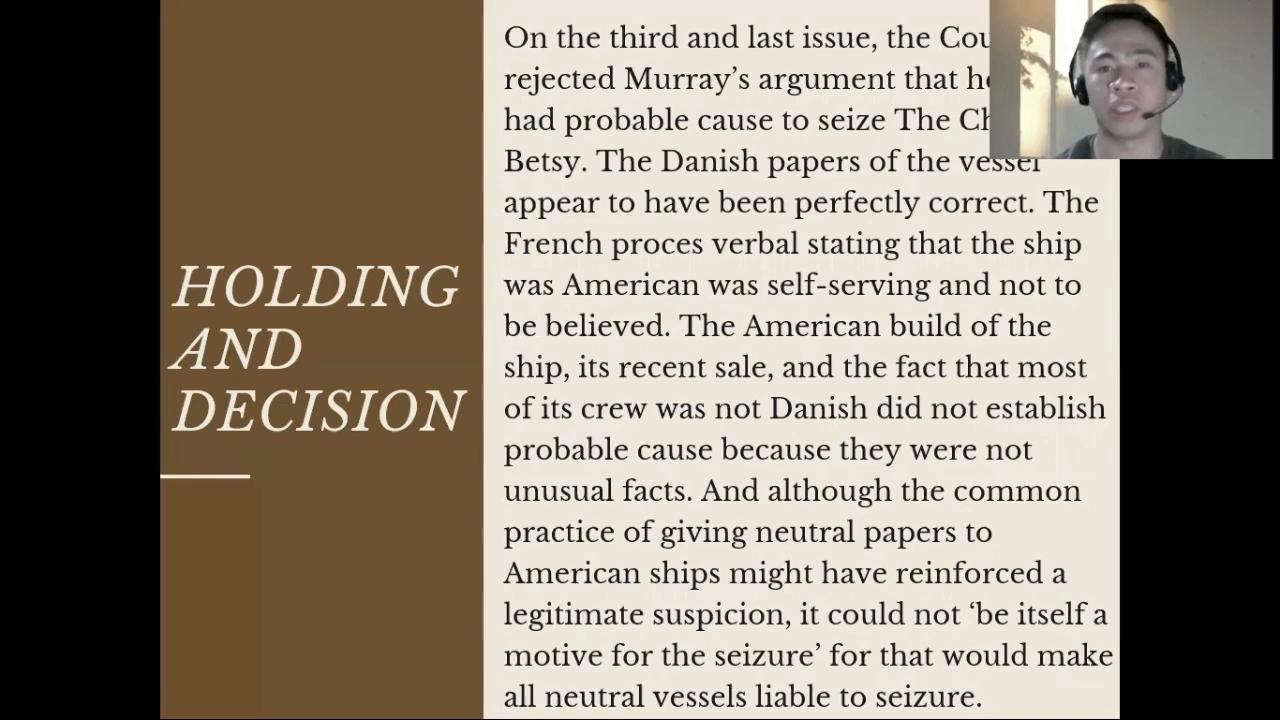 HOLDING
AND
DECISION
On the third and last issue, the
rejected Murray’s argument that
had probable cause to seize The
Betsy. The Danish papers of the vessel
appear to have been perfectly correct. The
French proces verbal stating that the ship
was American was self-serving and not to
be believed. The American build of the
ship, its recent sale, and the fact that most
of its crew was not Danish did not establish
probable cause because they were not
unusual facts. And although the common
practice of giving neutral papers to
American ships might have reinforced a
legitimate suspicion, it could not ‘be itself a
motive for the seizure’ for that would make
all neutral vessels liable to seizure.